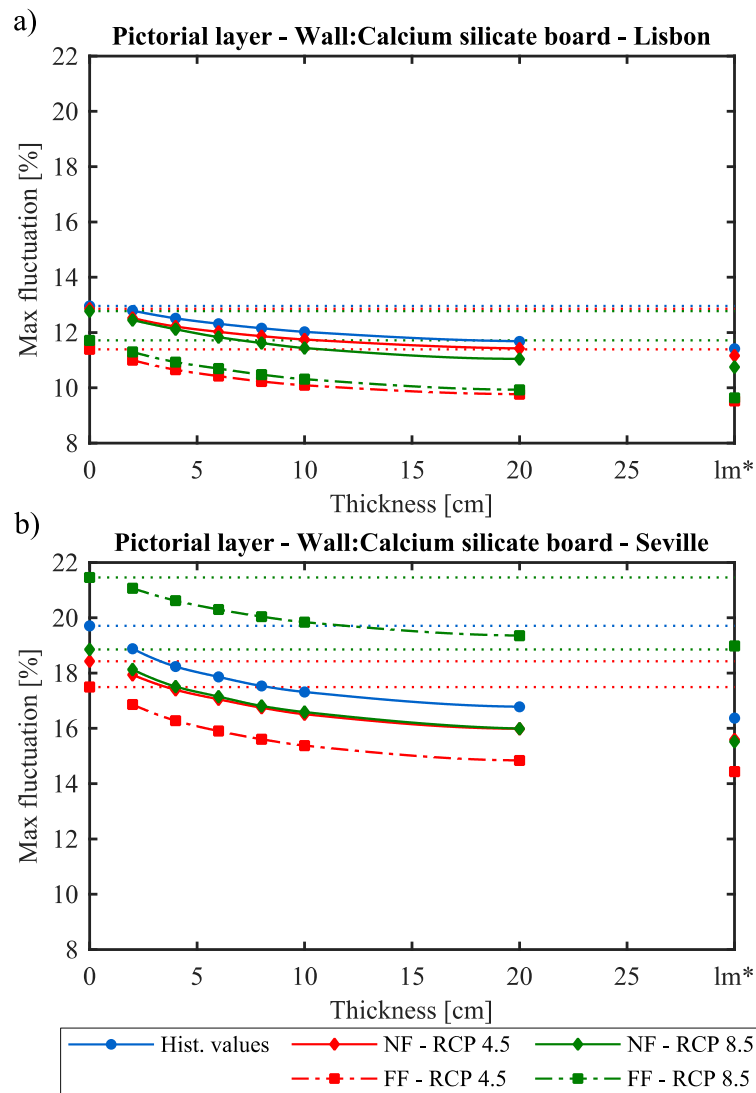 a)
Pictorial layer - Wall:Calcium silicate board - Lisbon
22
20
18
16
14
12
10
8
Max fluctuation [%]
0 5 10 15 20 25 lm*
Thickness [cm]
b)
Pictorial layer - Wall:Calcium silicate board - Seville
22
20
18
16
14
12
10
8
Max fluctuation [%]
0 5 10 15 20 25 lm*
Thickness [cm]
Hist. values NF - RCP 4.5 NF - RCP 8.5
FF - RCP 4.5 FF - RCP 8.5